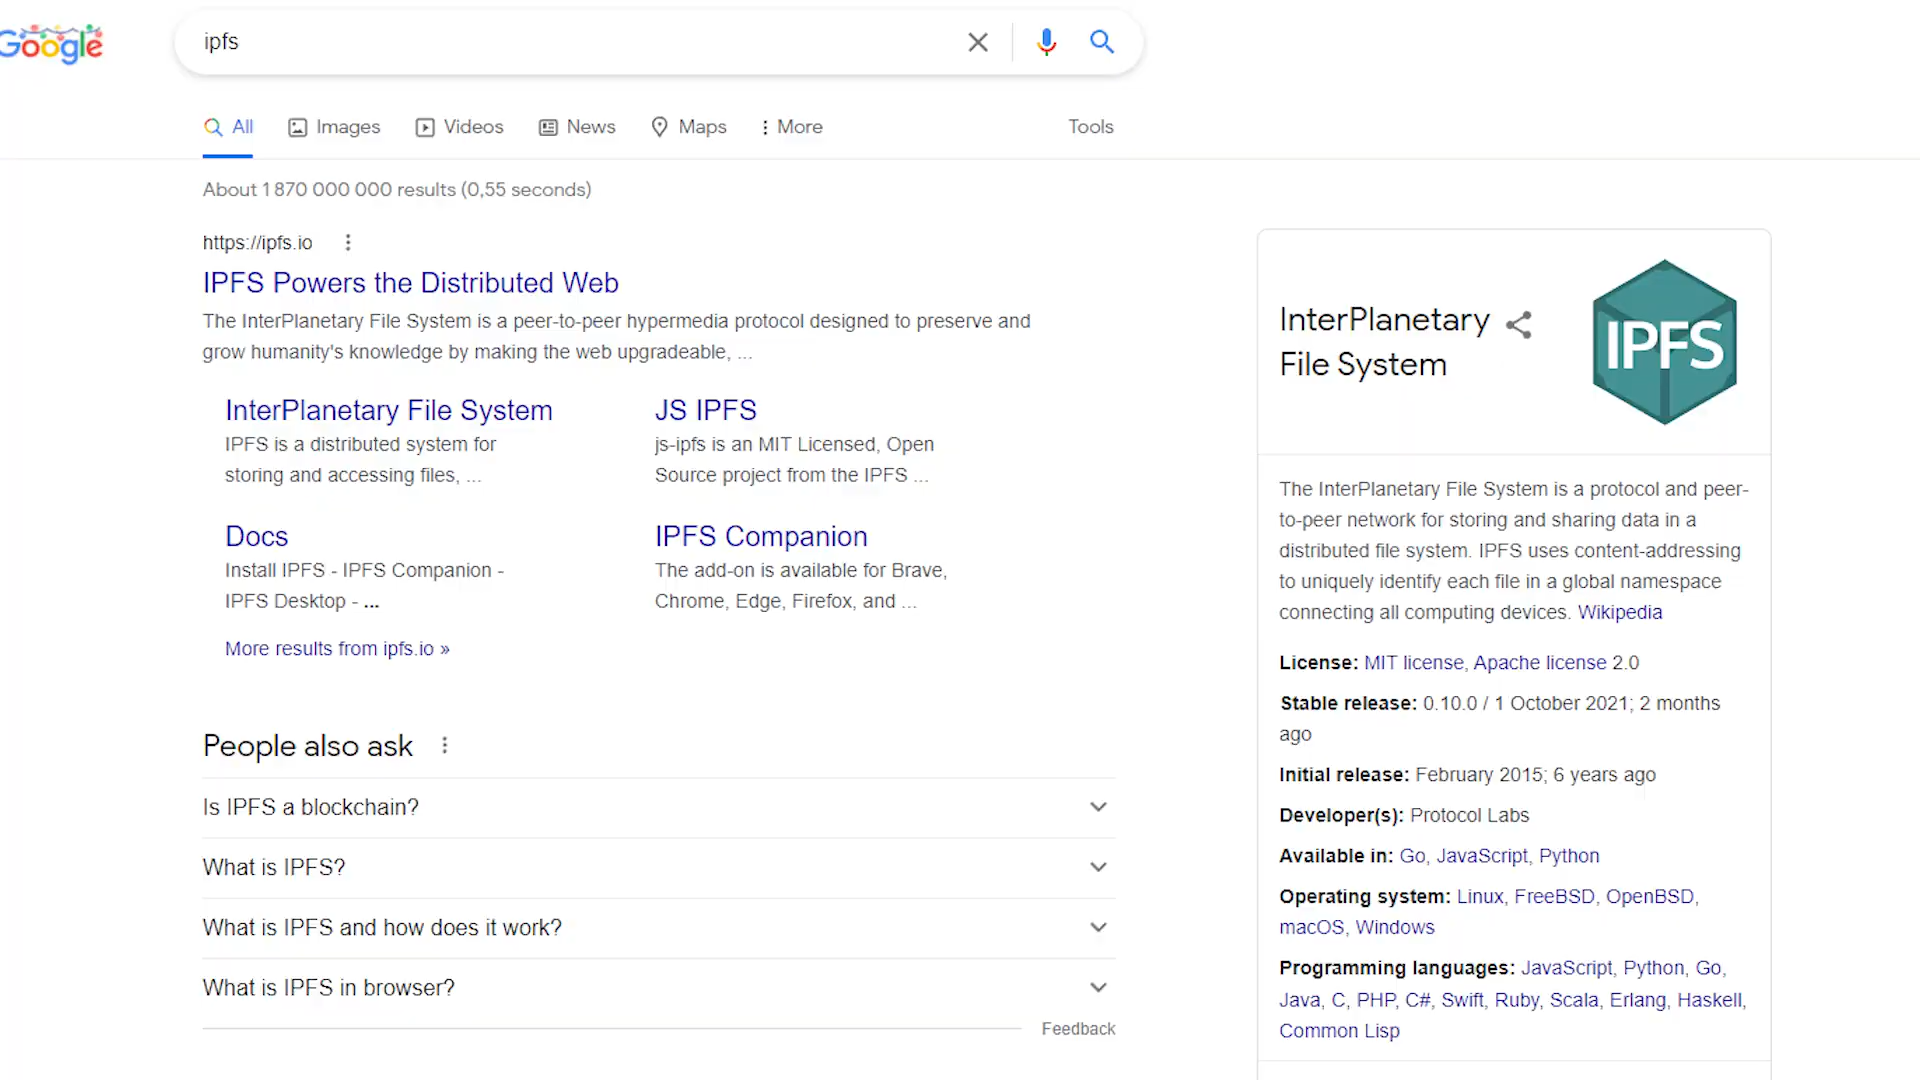 Google
ipfs
All
Images
Videos
News
Maps
More
Tools
About 1 870 000 000 results (0,55 seconds)
https://ipfs.io
IPFS Powers the Distributed Web
The InterPlanetary File System is a peer-to-peer hypermedia protocol designed to preserve and
grow humanity's knowledge by making the web upgradeable, ...
InterPlanetary File System
IPFS is a distributed system for
storing and accessing files, ...
JS IPFS
js-ipfs is an MIT Licensed, Open
Source project from the IPFS ...
Docs
Install IPFS - IPFS Companion -
IPFS Desktop - ...
IPFS Companion
The add-on is available for Brave,
Chrome, Edge, Firefox, and ...
More results from ipfs.io »
People also ask
Is IPFS a blockchain?
What is IPFS?
What is IPFS and how does it work?
What is IPFS in browser?
Feedback
InterPlanetary
File System
IPFS
The InterPlanetary File System is a protocol and peer-
to-peer network for storing and sharing data in a
distributed file system. IPFS uses content-addressing
to uniquely identify each file in a global namespace
connecting all computing devices. Wikipedia
License: MIT license, Apache license 2.0
Stable release: 0.10.0 / 1 October 2021; 2 months
ago
Initial release: February 2015; 6 years ago
Developer(s): Protocol Labs
Available in: Go, JavaScript, Python
Operating system: Linux, FreeBSD, OpenBSD,
macOS, Windows
Programming languages: JavaScript, Python, Go,
Java, C, PHP, C#, Swift, Ruby, Scala, Erlang, Haskell,
Common Lisp